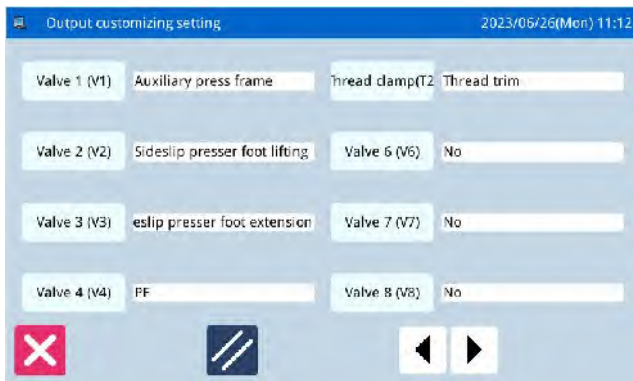 Output customizing setting 2023/06/26(Mon) 11:12
Valve 1 (V1) Auxiliary press frame Thread clamp(T2 Thread trim
Valve 2 (V2) Sideslip presser foot lifting Valve 6 (V6) No
Valve 3 (V3) eslip presser foot extension Valve 7 (V7) No
Valve 4 (V4) PF Valve 8 (V8) No